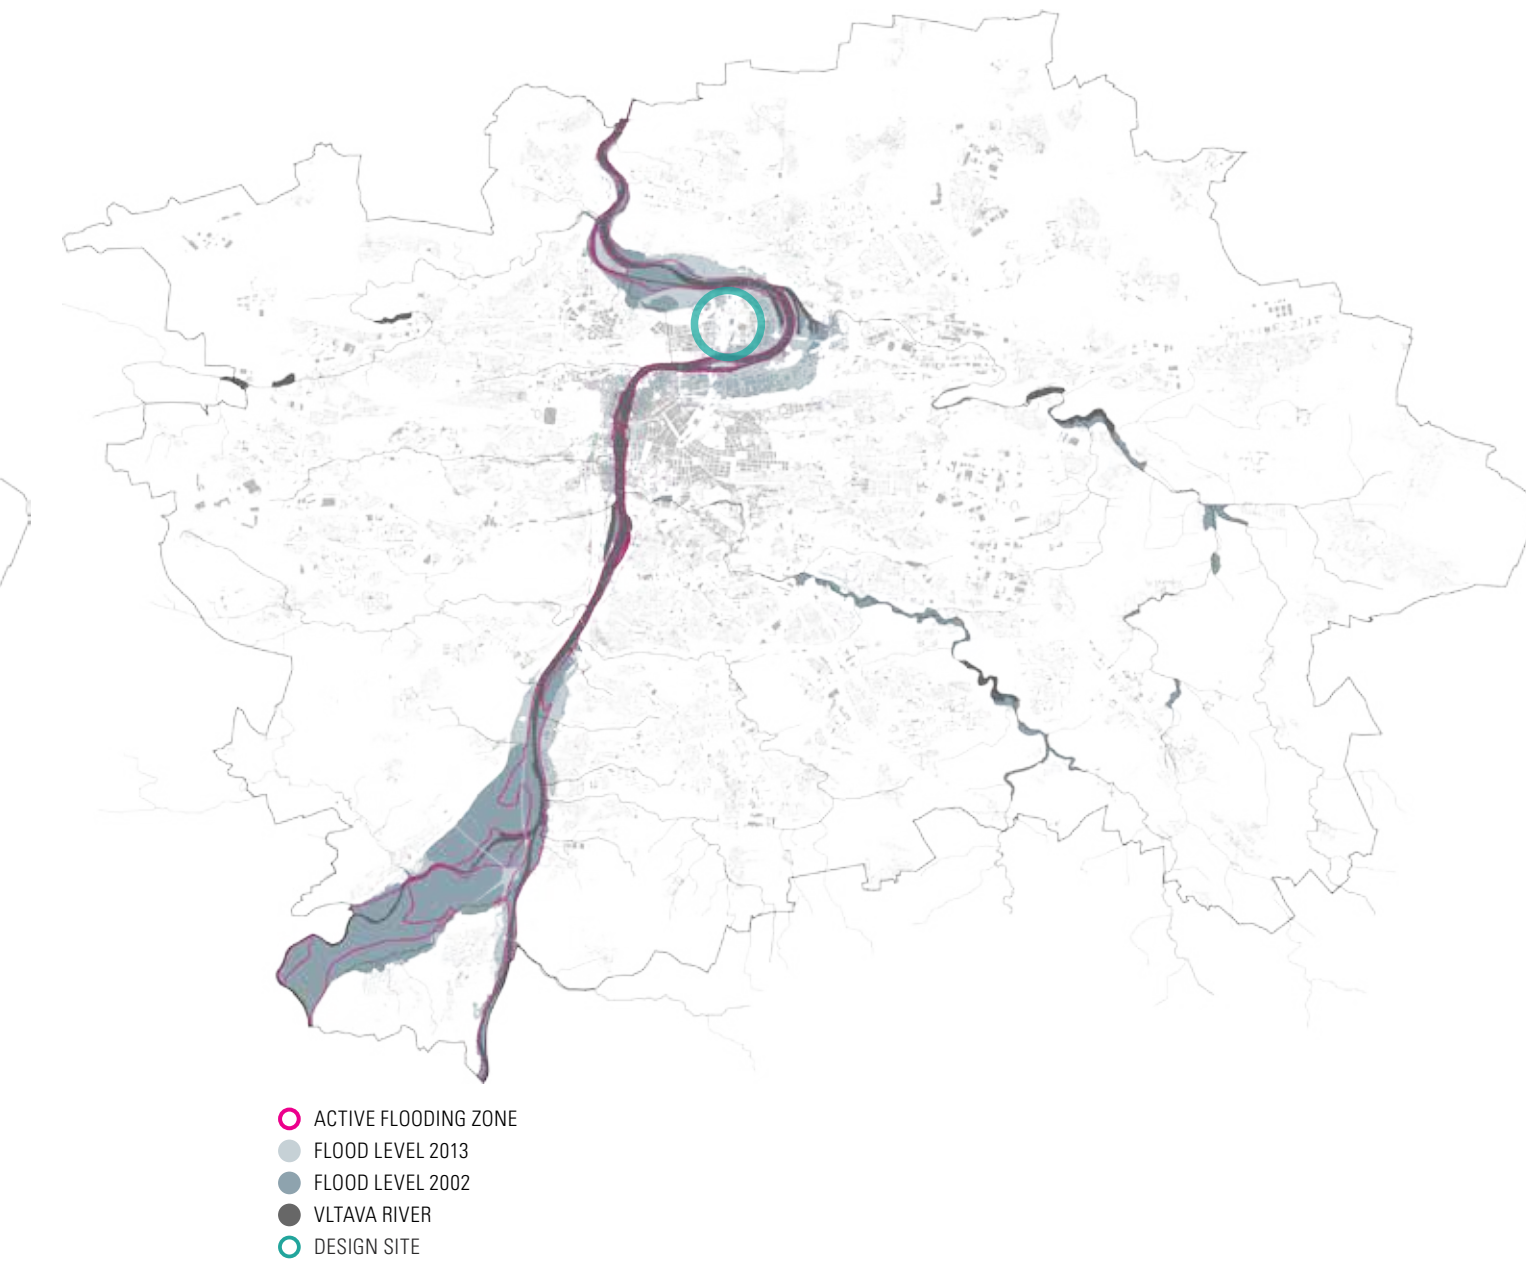 ACTIVE FLOODING ZONE
FLOOD LEVEL 2013
FLOOD LEVEL 2002
VLTAVA RIVER
DESIGN SITE